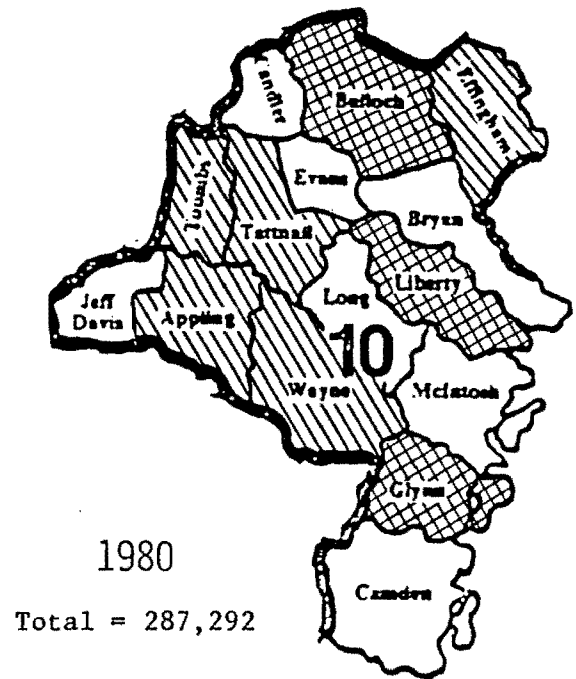 Candler
Bulloch
Effingham
Evans
Toombs
Tattnall
Bryan
Long
Liberty
Jeff
Davis
Appling
10
Wayne
McIntosh
Glynn
Camden
1980
Total = 287,292